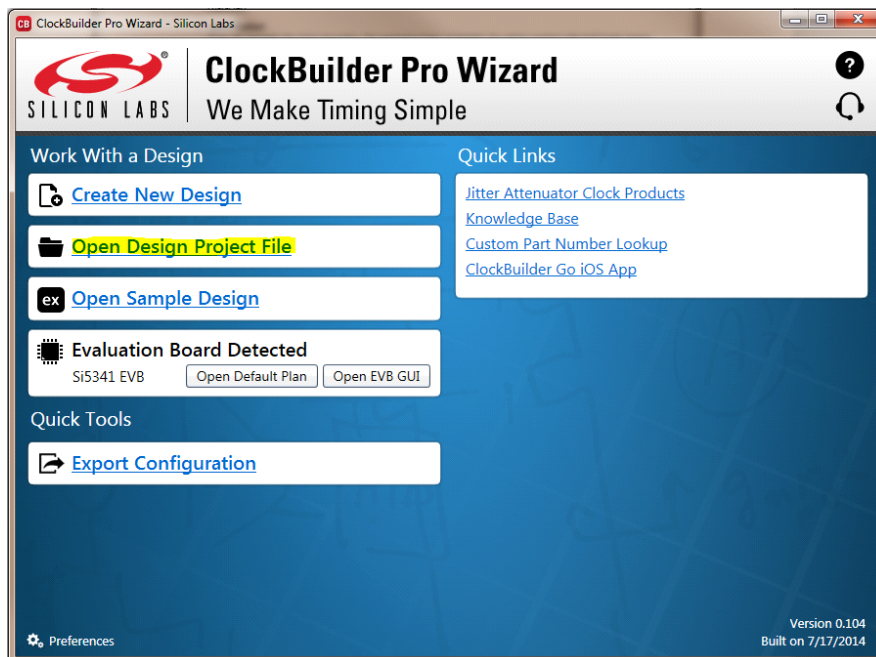 CB ClockBuilder Pro Wizard - Silicon Labs
SILICON LABS
ClockBuilder Pro Wizard
We Make Timing Simple
?
Work With a Design
Create New Design
Open Design Project File
ex Open Sample Design
Evaluation Board Detected
Si5341 EVB Open Default Plan Open EVB GUI
Quick Tools
Export Configuration
Quick Links
Jitter Attenuator Clock Products
Knowledge Base
Custom Part Number Lookup
ClockBuilder Go iOS App
Preferences
Version 0.104
Built on 7/17/2014